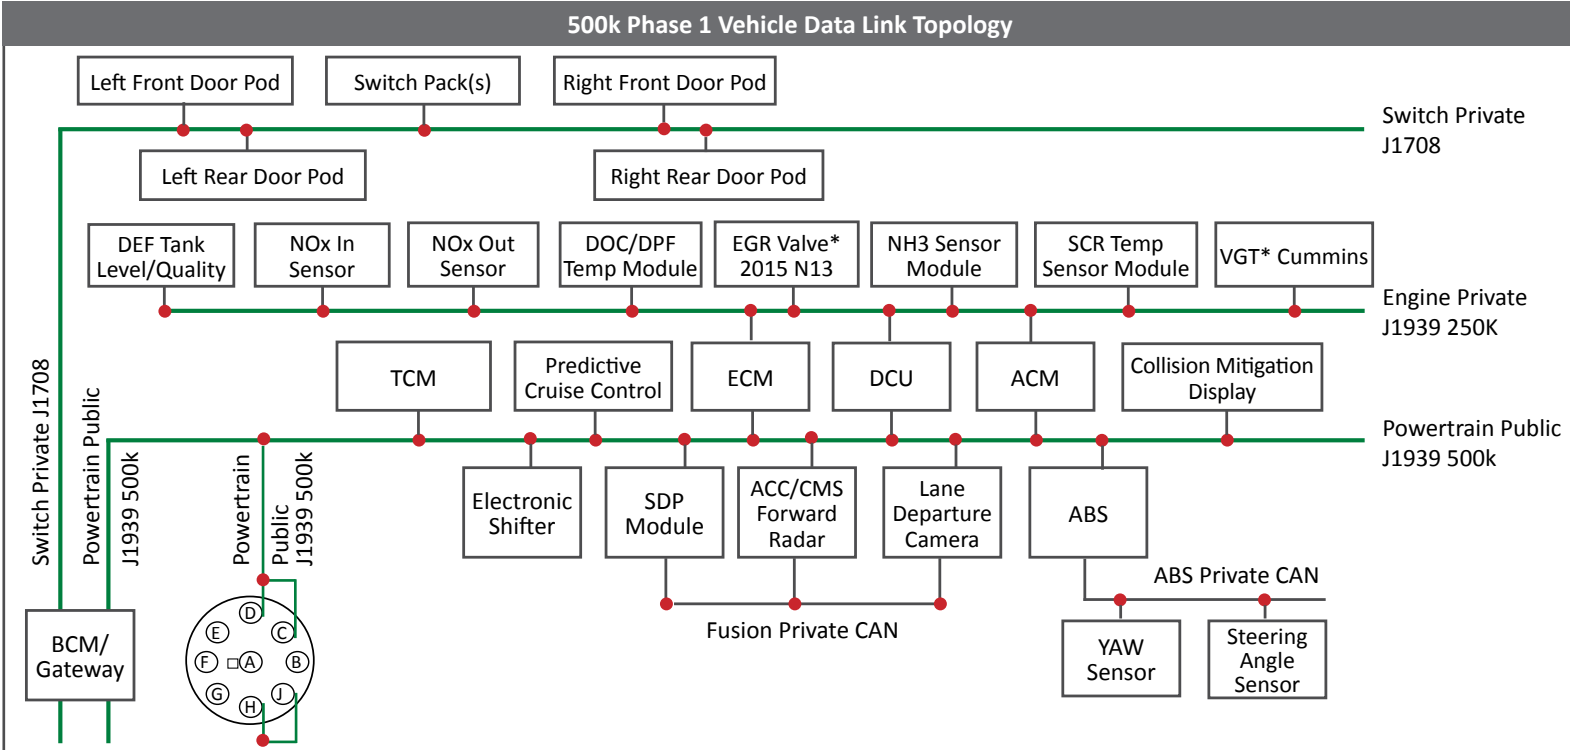 500k Phase 1 Vehicle Data Link Topology
Left Front Door Pod
Switch Pack(s)
Right Front Door Pod
Switch Private
J1708
Left Rear Door Pod
Right Rear Door Pod
DEF Tank
Level/Quality
NOx In
Sensor
NOx Out
Sensor
DOC/DPF
Temp Module
EGR Valve*
2015 N13
NH3 Sensor
Module
SCR Temp
Sensor Module
VGT* Cummins
Engine Private
J1939 250K
TCM
Predictive
Cruise Control
ECM
DCU
ACM
Collision Mitigation
Display
Powertrain Public
J1939 500k
Switch Private J1708
Powertrain Public
J1939 500k
Powertrain
Public
J1939 500k
Electronic
Shifter
SDP
Module
ACC/CMS
Forward
Radar
Lane
Departure
Camera
ABS
ABS Private CAN
Fusion Private CAN
YAW
Sensor
Steering
Angle
Sensor
BCM/
Gateway
D
E
C
F
A
B
G
J
H